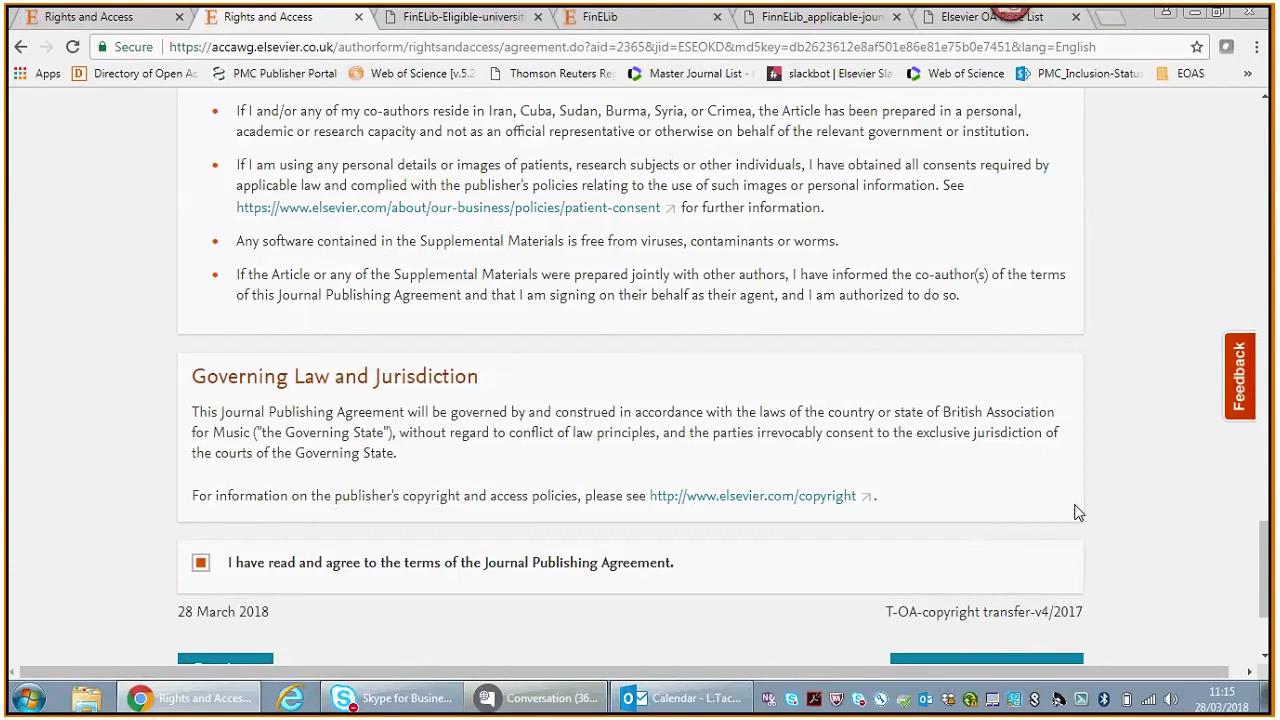 Rights and Access
Rights and Access
FinELib-Eligible-universit
FinELib
FinnELib_applicable-jour
Elsevier OA Price List
Secure
https://accawg.elsevier.co.uk/authorform/rightsandaccess/agreement.do?aid=2365&jid=ESEOKD&md5key=db2623612e8af501e86e81e75b0e7451&lang=English
Apps
Directory of Open Ac
PMC Publisher Portal
Web of Science [v.5.2
Thomson Reuters Re
Master Journal List -
slackbot | Elsevier Sla
Web of Science
PMC_Inclusion-Status
EOAS
»
If I and/or any of my co-authors reside in Iran, Cuba, Sudan, Burma, Syria, or Crimea, the Article has been prepared in a personal,
academic or research capacity and not as an official representative or otherwise on behalf of the relevant government or institution.
If I am using any personal details or images of patients, research subjects or other individuals, I have obtained all consents required by
applicable law and complied with the publisher's policies relating to the use of such images or personal information. See
https://www.elsevier.com/about/our-business/policies/patient-consent for further information.
Any software contained in the Supplemental Materials is free from viruses, contaminants or worms.
If the Article or any of the Supplemental Materials were prepared jointly with other authors, I have informed the co-author(s) of the terms
of this Journal Publishing Agreement and that I am signing on their behalf as their agent, and I am authorized to do so.
Feedback
Governing Law and Jurisdiction
This Journal Publishing Agreement will be governed by and construed in accordance with the laws of the country or state of British Association
for Music ("the Governing State"), without regard to conflict of law principles, and the parties irrevocably consent to the exclusive jurisdiction of
the courts of the Governing State.
For information on the publisher's copyright and access policies, please see http://www.elsevier.com/copyright .
I have read and agree to the terms of the Journal Publishing Agreement.
28 March 2018
T-OA-copyright transfer-v4/2017
Rights and Acces...
Skype for Busine...
Conversation (36...
Calendar - L.Tac...
11:15
28/03/2018